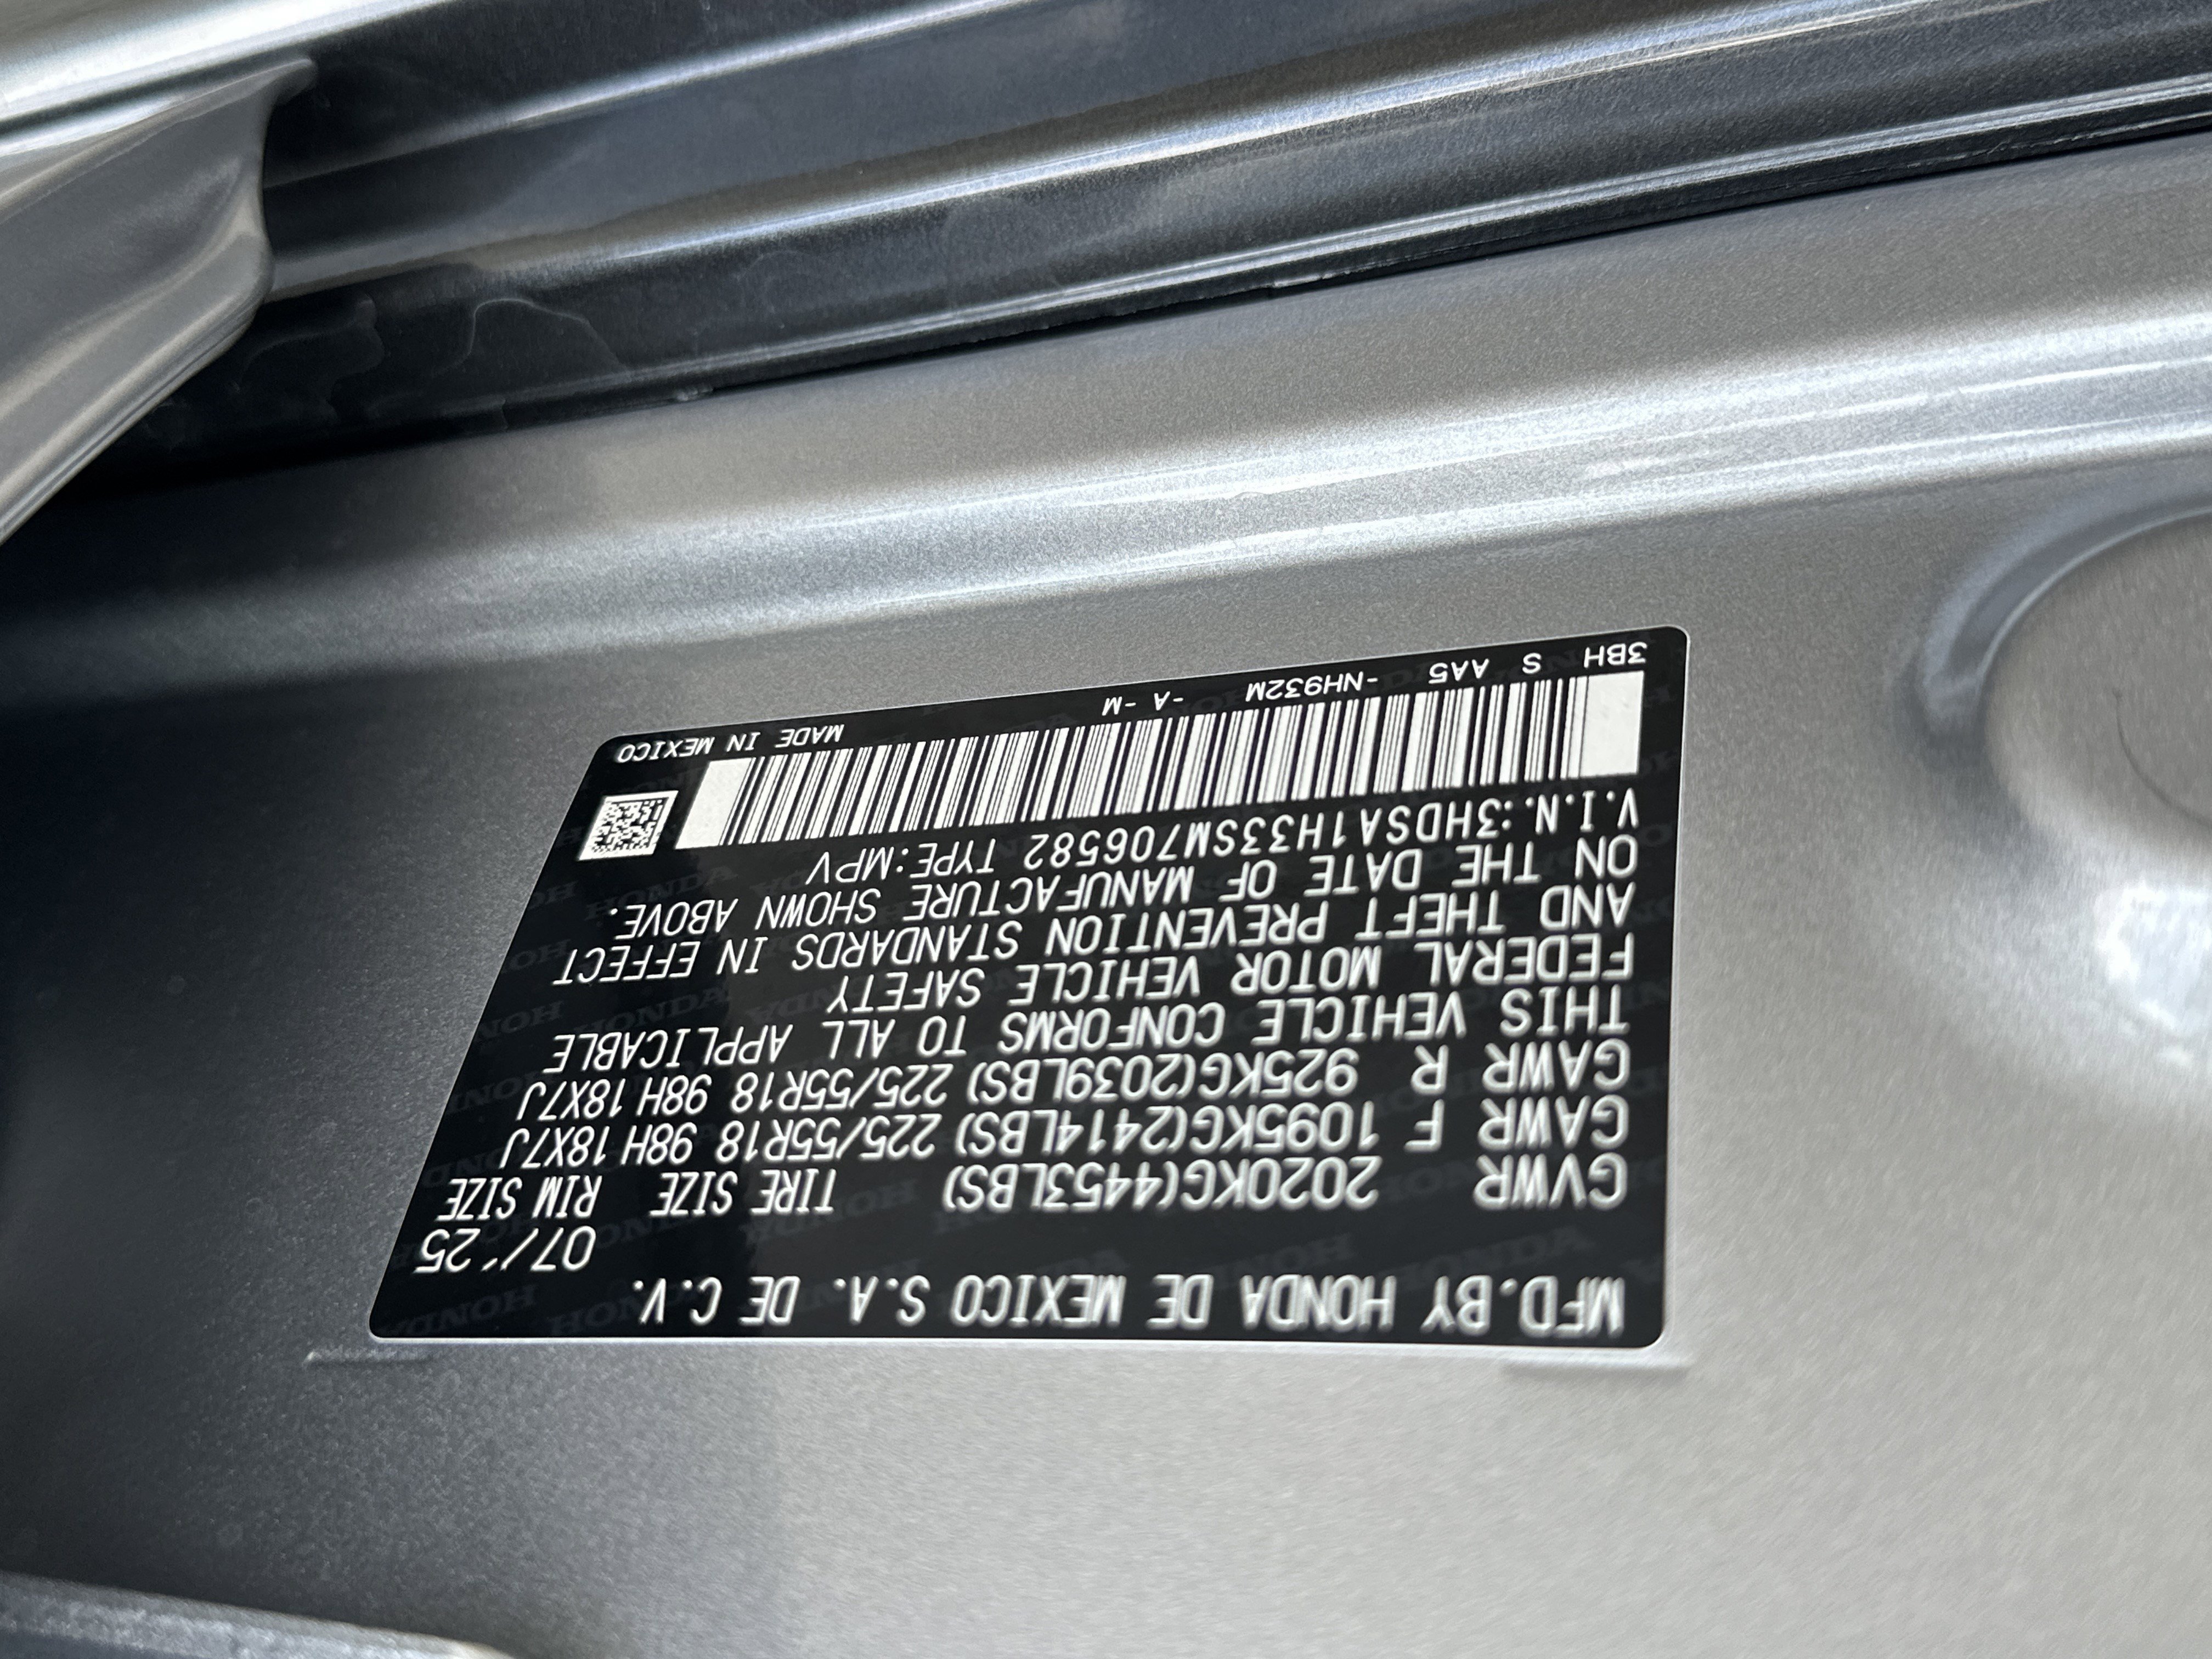 MFD.BY HONDA DE MEXICO S.A. DE C.V.
07/'25
GVWR 2020KG(4453LBS) TIRE SIZE RIM SIZE
GAWR F 1095KG(2414LBS) 225/55R18 98H 18X7J
GAWR R 925KG(2039LBS) 225/55R18 98H 18X7J
THIS VEHICLE CONFORMS TO ALL APPLICABLE
FEDERAL MOTOR VEHICLE SAFETY
AND THEFT PREVENTION STANDARDS IN EFFECT
ON THE DATE OF MANUFACTURE SHOWN ABOVE.
V.I.N.:3HDSA1H33SM706582 TYPE:MPV
3BH S AA5 -NH932M -A -M MADE IN MEXICO